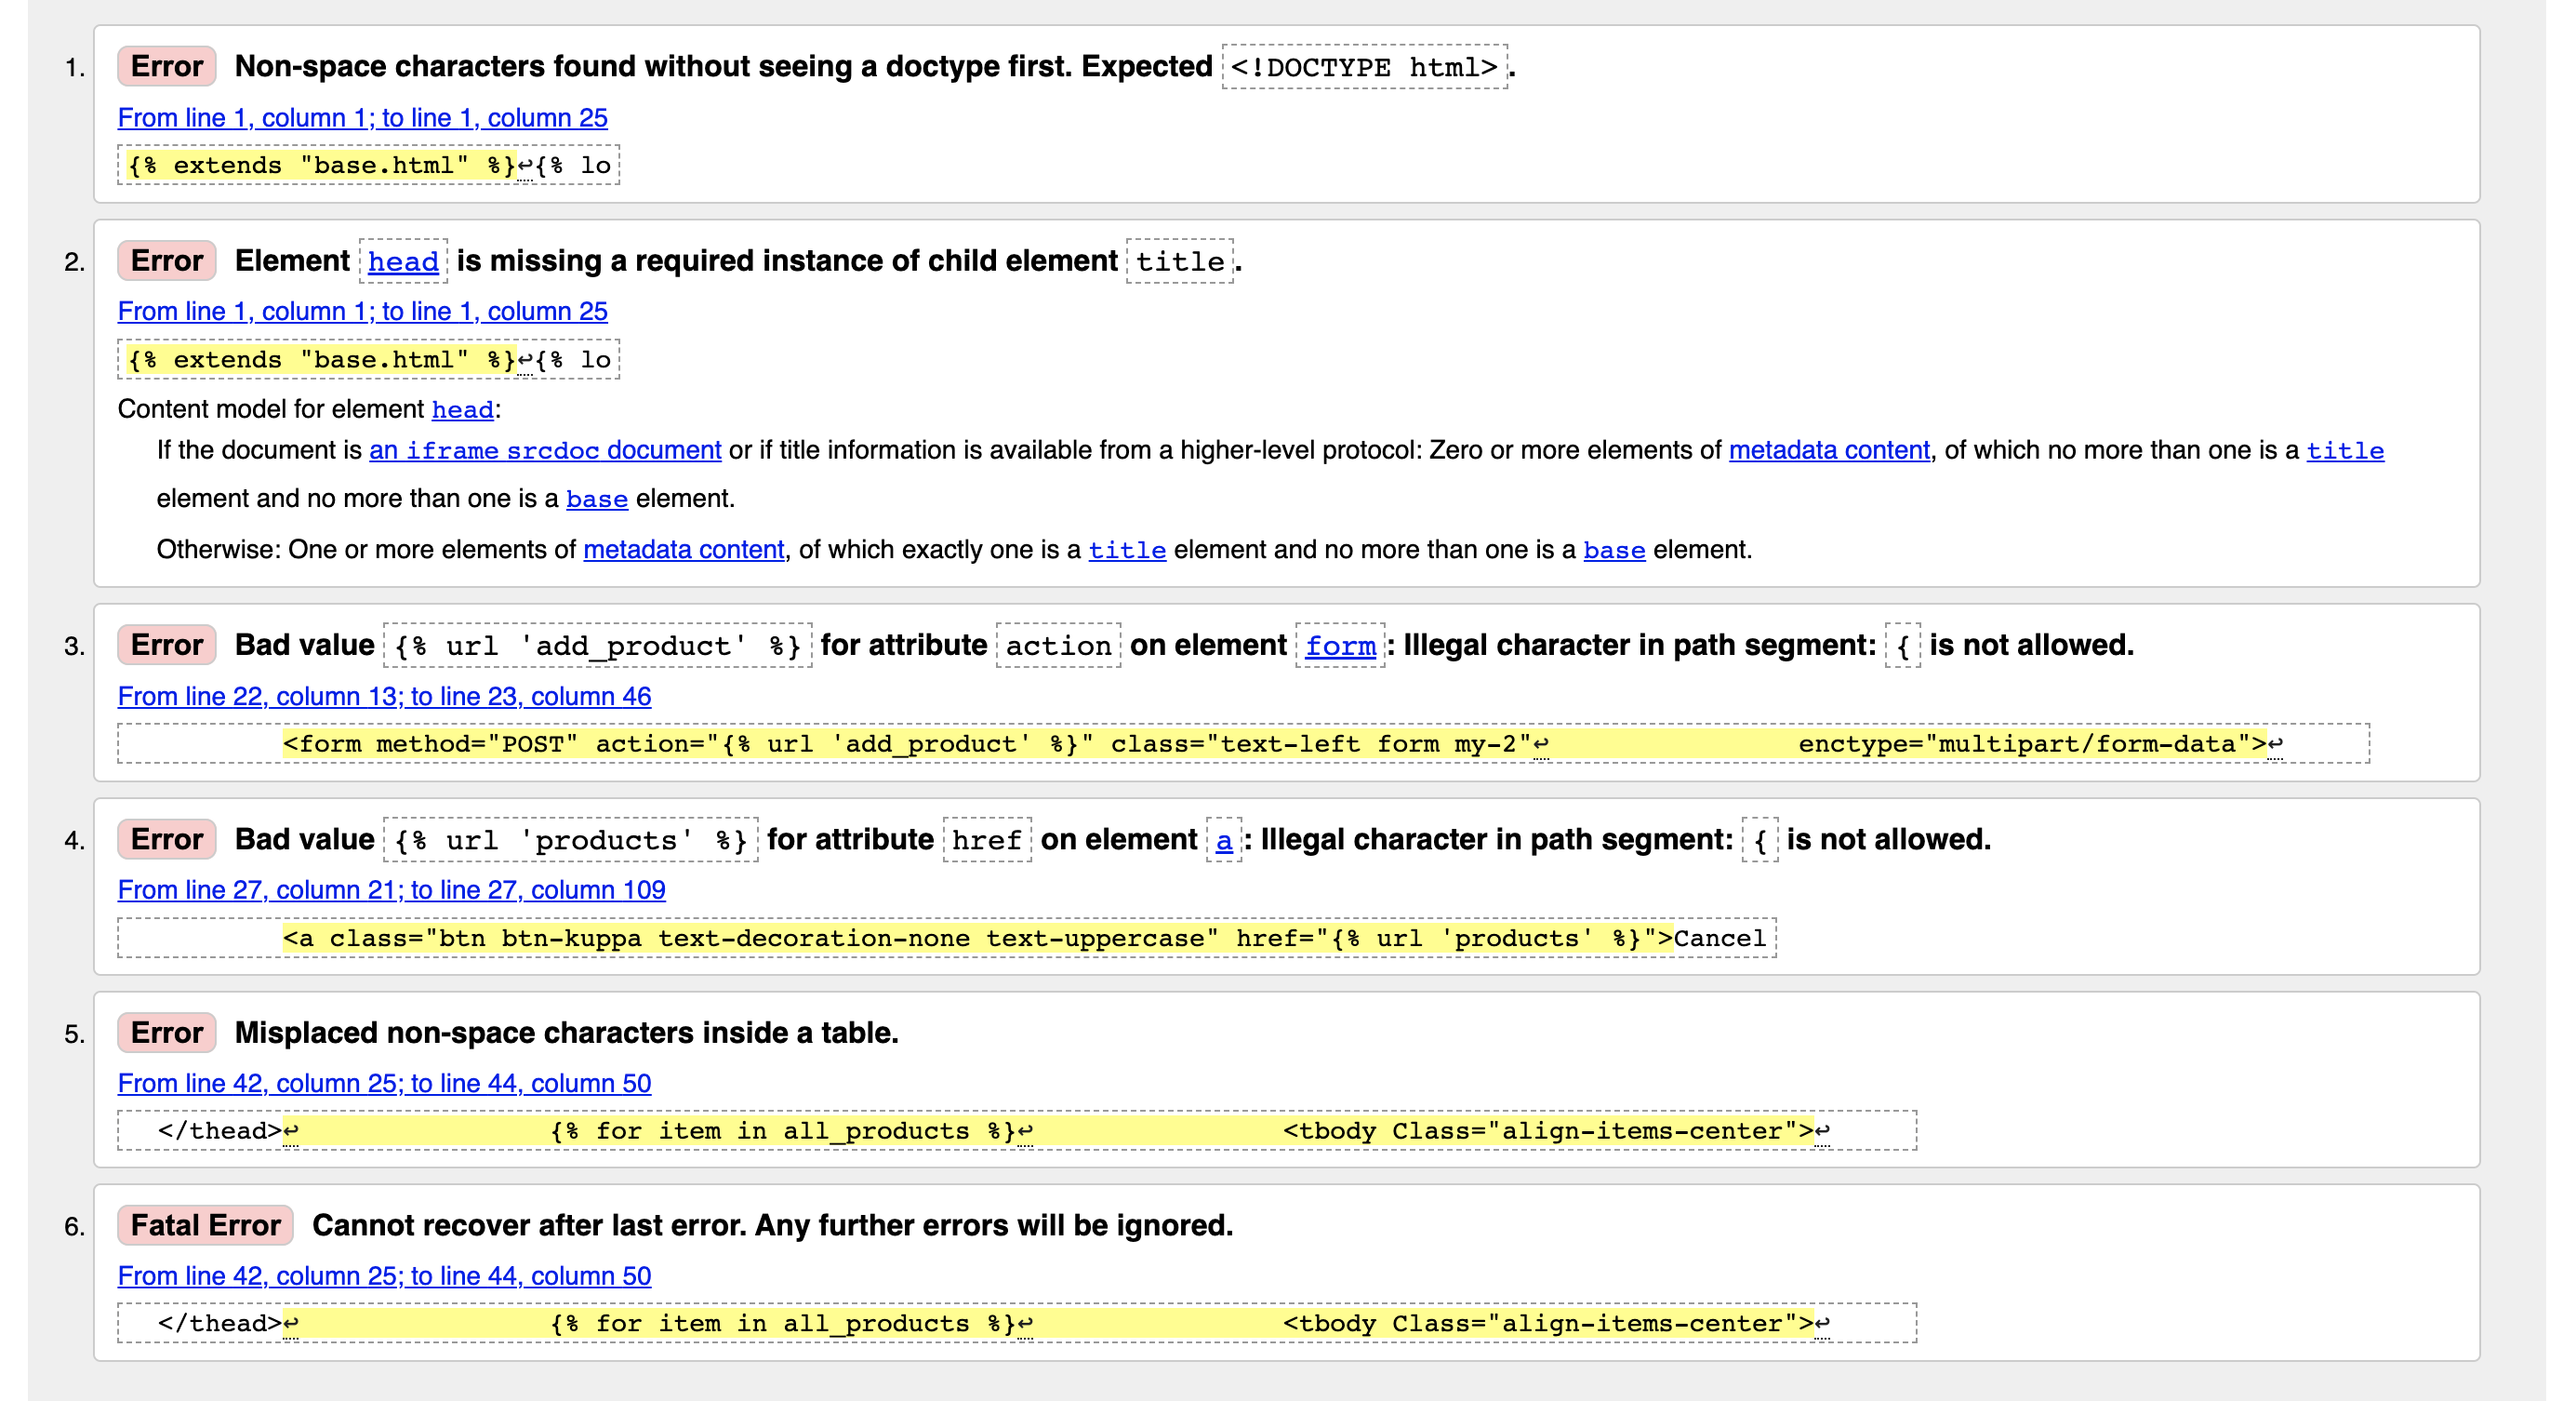 1. Error Non-space characters found without seeing a doctype first. Expected <!DOCTYPE html>.
From line 1, column 1; to line 1, column 25
{% extends "base.html" %}↩{% lo
2. Error Element head is missing a required instance of child element title.
From line 1, column 1; to line 1, column 25
{% extends "base.html" %}↩{% lo
Content model for element head:
If the document is an iframe srcdoc document or if title information is available from a higher-level protocol: Zero or more elements of metadata content, of which no more than one is a title
element and no more than one is a base element.
Otherwise: One or more elements of metadata content, of which exactly one is a title element and no more than one is a base element.
3. Error Bad value {% url 'add_product' %} for attribute action on element form: Illegal character in path segment: { is not allowed.
From line 22, column 13; to line 23, column 46
<form method="POST" action="{% url 'add_product' %}" class="text-left form my-2"↩ enctype="multipart/form-data">↩
4. Error Bad value {% url 'products' %} for attribute href on element a: Illegal character in path segment: { is not allowed.
From line 27, column 21; to line 27, column 109
<a class="btn btn-kuppa text-decoration-none text-uppercase" href="{% url 'products' %}">Cancel
5. Error Misplaced non-space characters inside a table.
From line 42, column 25; to line 44, column 50
</thead>↩ {% for item in all_products %}↩ <tbody Class="align-items-center">↩
6. Fatal Error Cannot recover after last error. Any further errors will be ignored.
From line 42, column 25; to line 44, column 50
</thead>↩ {% for item in all_products %}↩ <tbody Class="align-items-center">↩